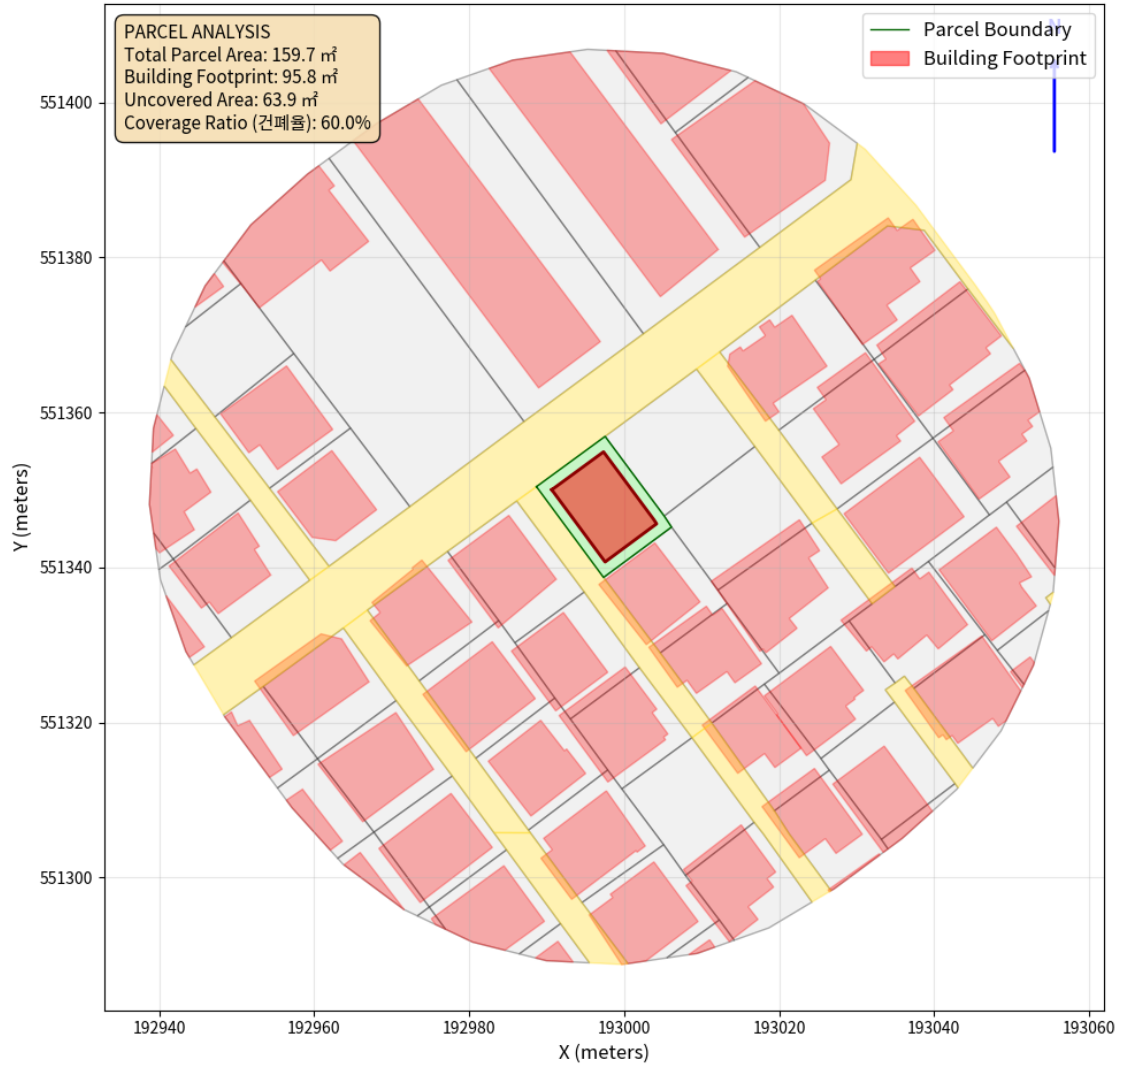 PARCEL ANALYSIS
Total Parcel Area: 159.7 ㎡
Building Footprint: 95.8 ㎡
Uncovered Area: 63.9 ㎡
Coverage Ratio (건폐율): 60.0%
N
Parcel Boundary
Building Footprint
551400
551380
551360
551340
551320
551300
Y (meters)
192940 192960 192980 193000 193020 193040 193060
X (meters)